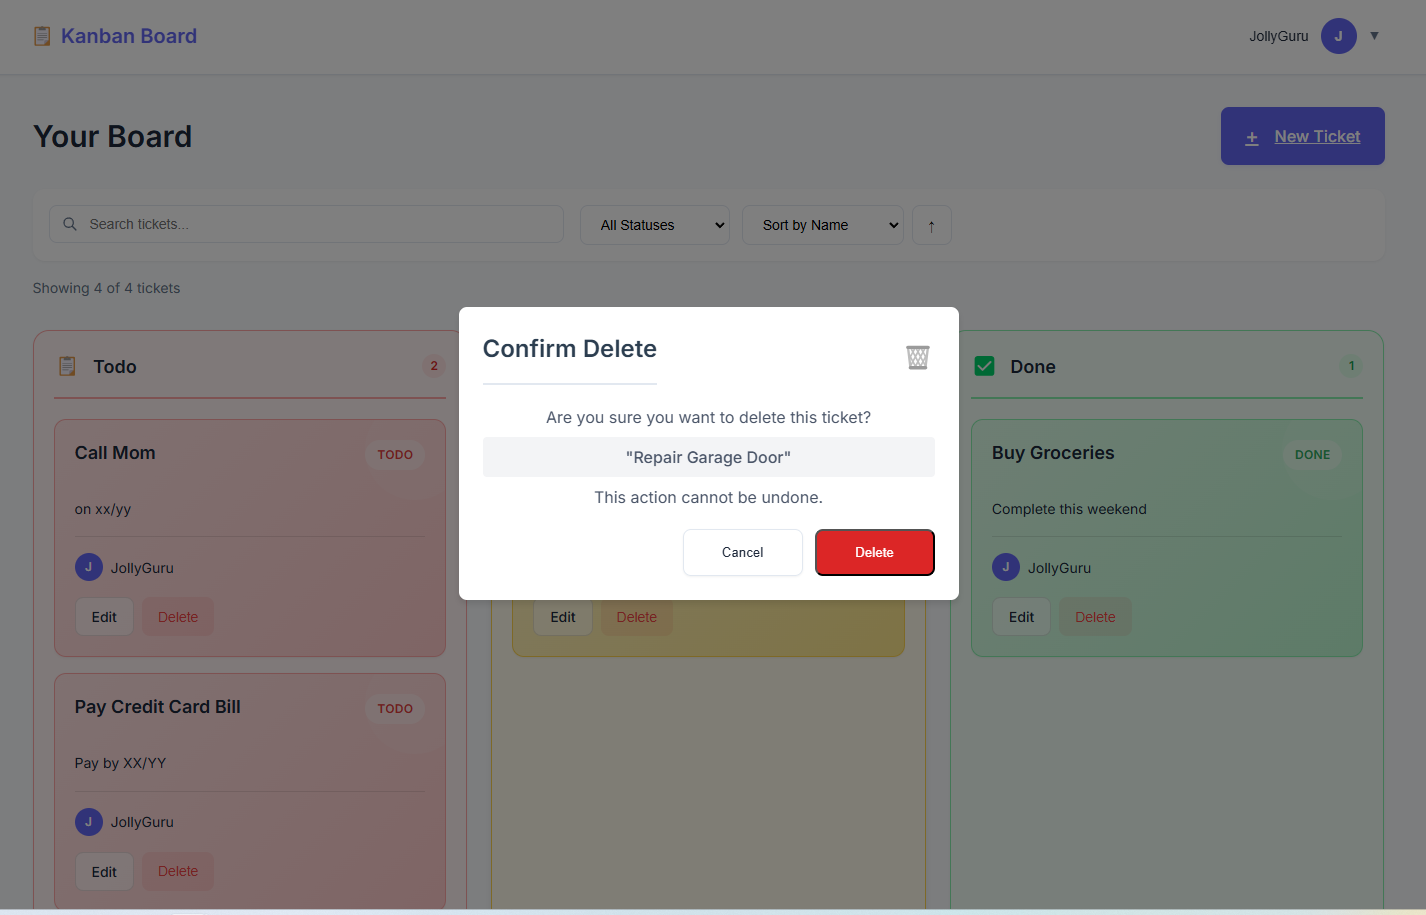 Kanban Board
JollyGuru
J
▼
Your Board
+ New Ticket
Search tickets...
All Statuses
Sort by Name
↑
Showing 4 of 4 tickets
Todo
2
Call Mom
TODO
on xx/yy
J
JollyGuru
Edit
Delete
Pay Credit Card Bill
TODO
Pay by XX/YY
J
JollyGuru
Edit
Delete
Confirm Delete
Are you sure you want to delete this ticket?
"Repair Garage Door"
This action cannot be undone.
Cancel
Delete
Edit
Delete
Done
1
Buy Groceries
DONE
Complete this weekend
J
JollyGuru
Edit
Delete